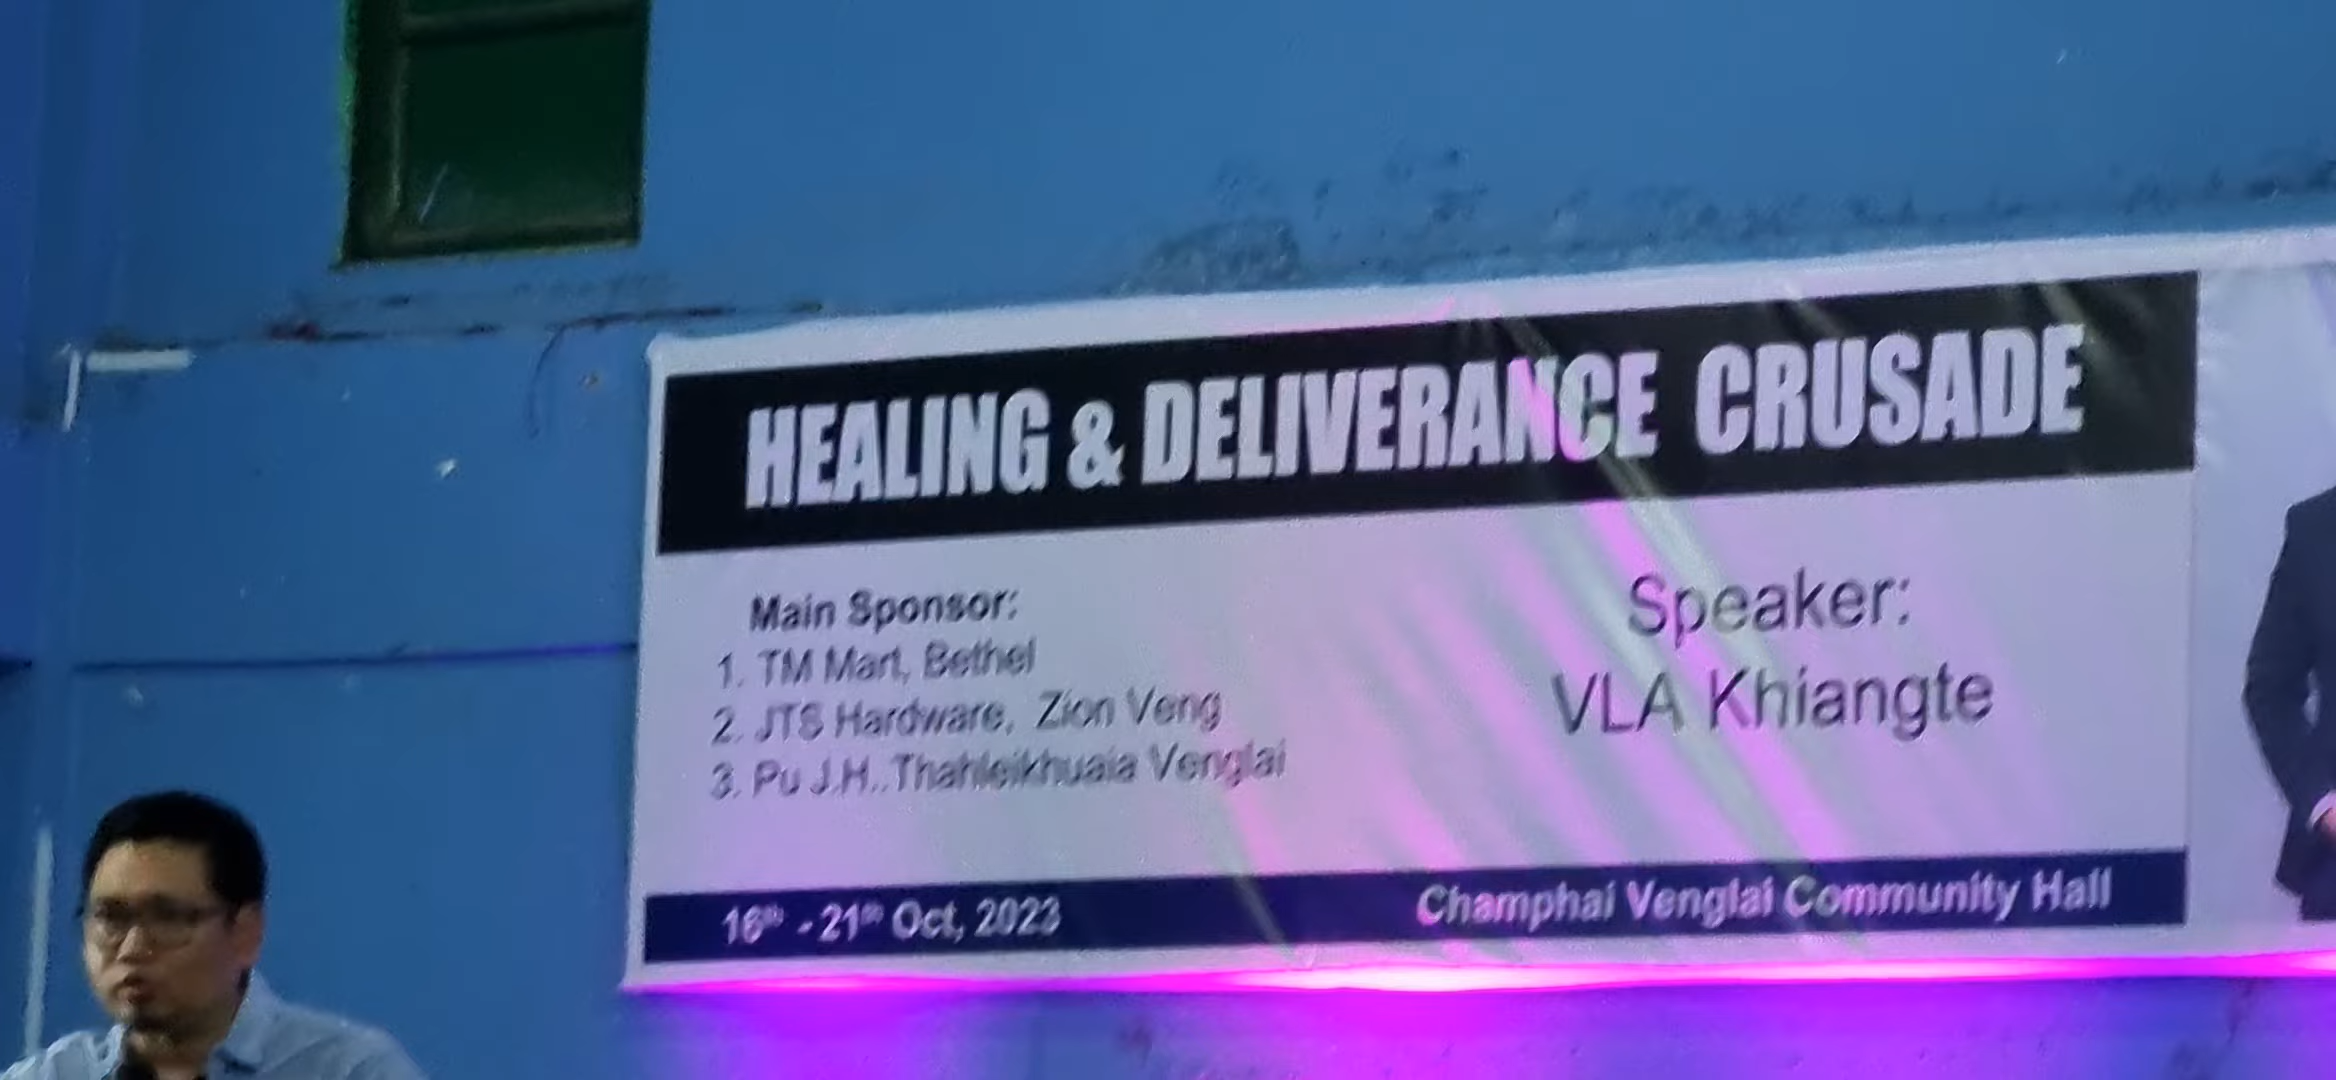 HEALING & DELIVERANCE CRUSADE
Main Sponsor:
1. TM Mart, Bethel
2. JTS Hardware, Zion Veng
3. Pu J.H.. Thahleikhuaia Venglai
Speaker:
VLA Khiangte
16th - 21st Oct, 2023
Champhai Venglai Community Hall